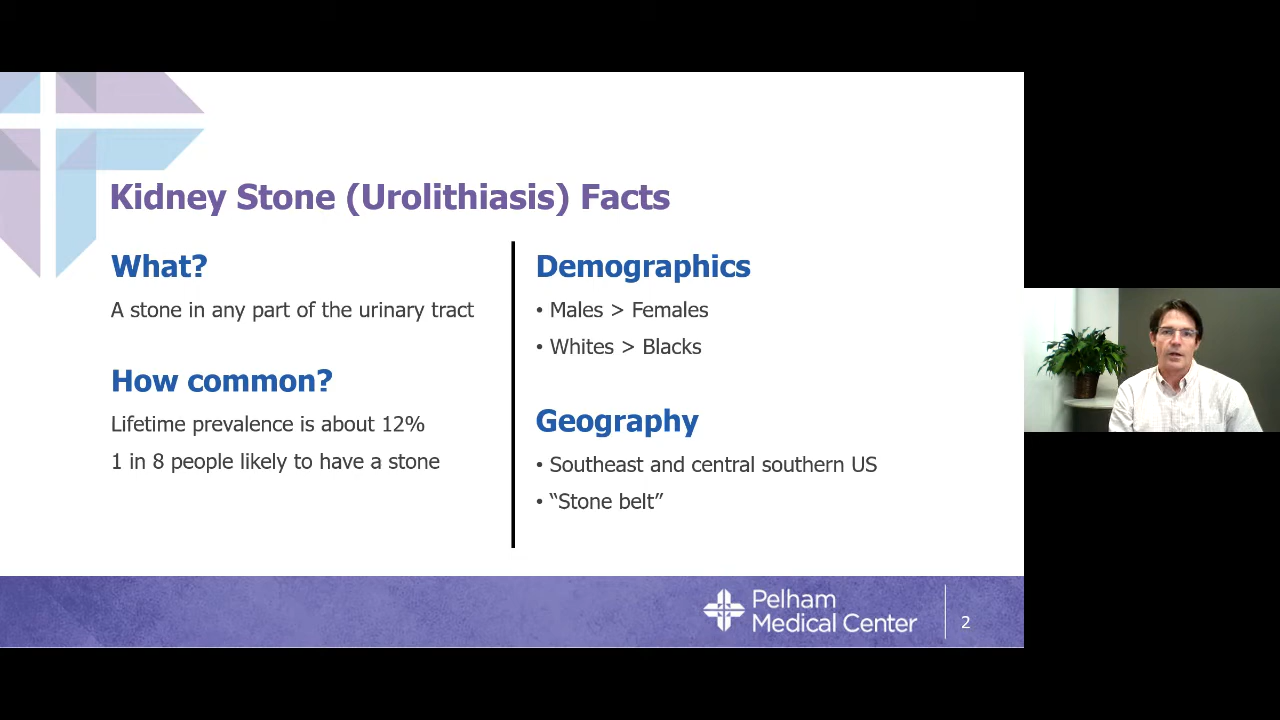 Kidney Stone (Urolithiasis) Facts
What?
A stone in any part of the urinary tract
How common?
Lifetime prevalence is about 12%
1 in 8 people likely to have a stone
Demographics
• Males > Females
• Whites > Blacks
Geography
• Southeast and central southern US
• “Stone belt”
Pelham
Medical Center
2